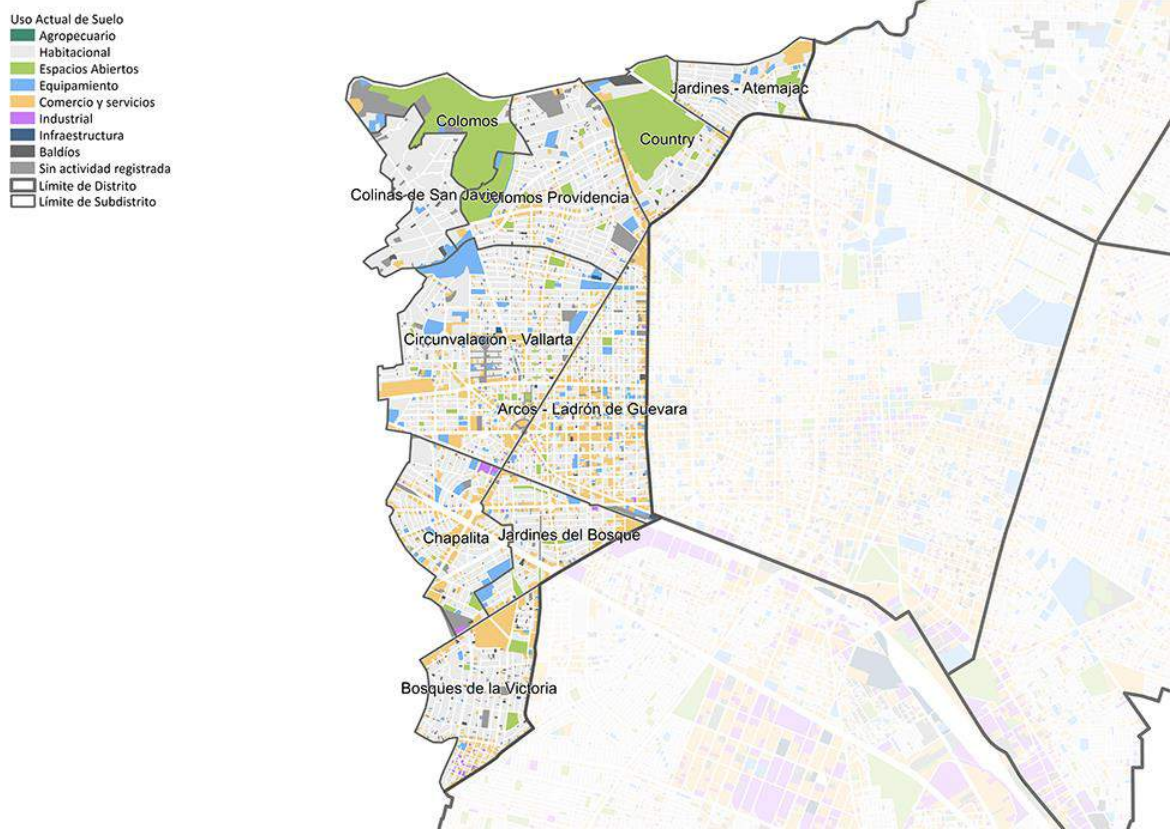 Uso Actual de Suelo
Agropecuario
Habitacional
Espacios Abiertos
Equipamiento
Comercio y servicios
Industrial
Infraestructura
Baldíos
Sin actividad registrada
Límite de Distrito
Límite de Subdistrito
Jardines - Atemajac
Colomos
Country
Colinas de San Javier
Colomos Providencia
Circunvalación - Vallarta
Arcos - Ladrón de Guevara
Chapalita
Jardines del Bosque
Bosques de la Victoria